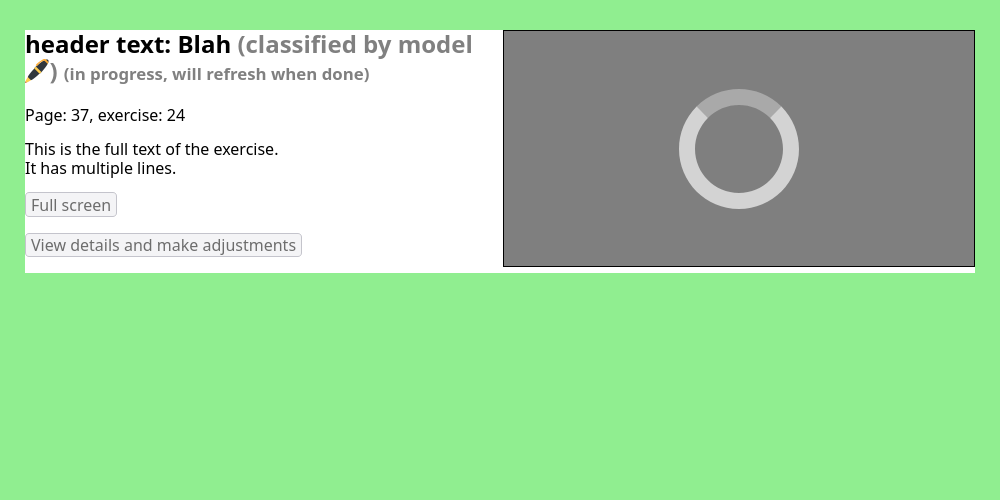 header text: Blah (classified by model
🖋) (in progress, will refresh when done)
Page: 37, exercise: 24
This is the full text of the exercise.
It has multiple lines.
Full screen
View details and make adjustments